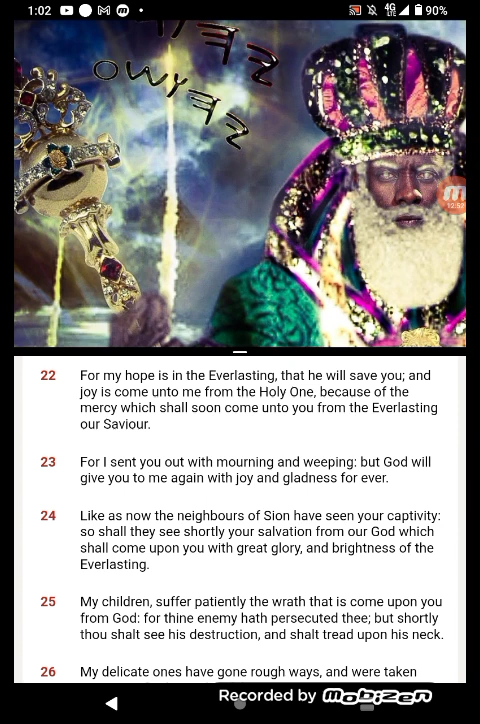 1:02 4G LTE 90%
𐤉𐤄𐤅𐤔𐤏
12:52
22 For my hope is in the Everlasting, that he will save you; and
joy is come unto me from the Holy One, because of the
mercy which shall soon come unto you from the Everlasting
our Saviour.
23 For I sent you out with mourning and weeping: but God will
give you to me again with joy and gladness for ever.
24 Like as now the neighbours of Sion have seen your captivity:
so shall they see shortly your salvation from our God which
shall come upon you with great glory, and brightness of the
Everlasting.
25 My children, suffer patiently the wrath that is come upon you
from God: for thine enemy hath persecuted thee; but shortly
thou shalt see his destruction, and shalt tread upon his neck.
26 My delicate ones have gone rough ways, and were taken
Recorded by mobizen